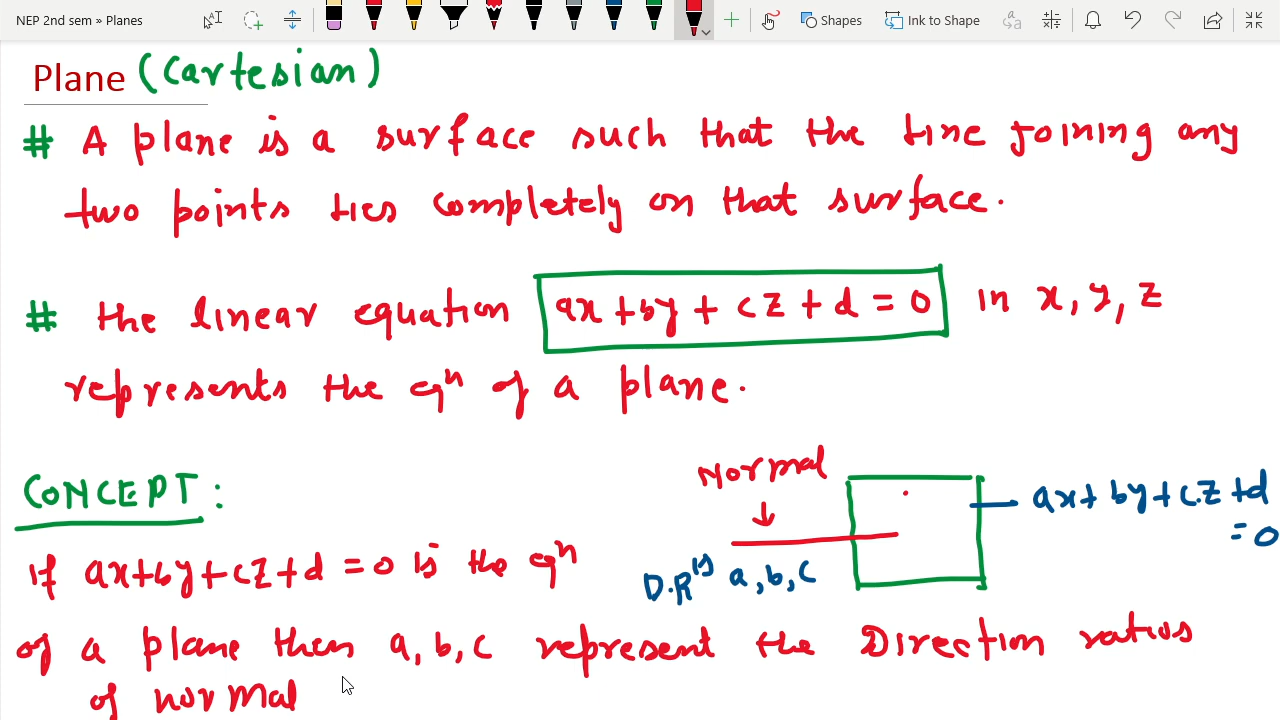 NEP 2nd sem » Planes
Shapes
Ink to Shape
Plane (Cartesian)
# A plane is a surface such that the line joining any
two points lies completely on that surface.
# the linear equation ax+by+cz+d=0 in x, y, z
represents the eqⁿ of a plane.
CONCEPT:
Normal
ax+by+cz+d
=0
If ax+by+cz+d=0 is the eqⁿ
D.R's a, b, c
of a plane then a, b, c represent the Direction ratios
of normal